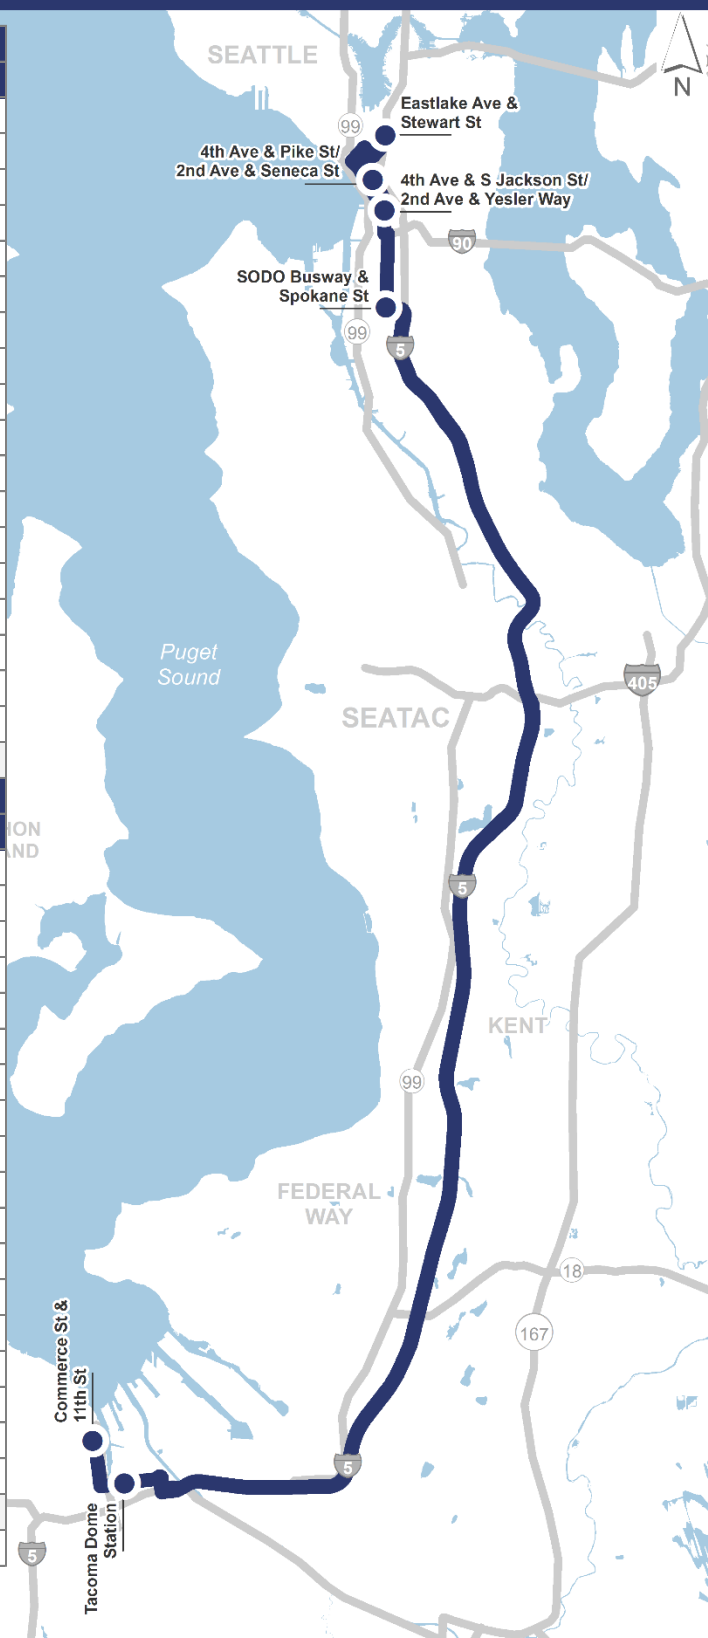 SEATTLE
N
Eastlake Ave &
Stewart St
99
4th Ave & Pike St/
2nd Ave & Seneca St
4th Ave & S Jackson St/
2nd Ave & Yesler Way
90
SODO Busway &
Spokane St
99
5
Puget
Sound
405
SEATAC
HON
AND
5
KENT
99
FEDERAL
WAY
18
167
Commerce St &
11th St
5
Tacoma Dome
Station
5